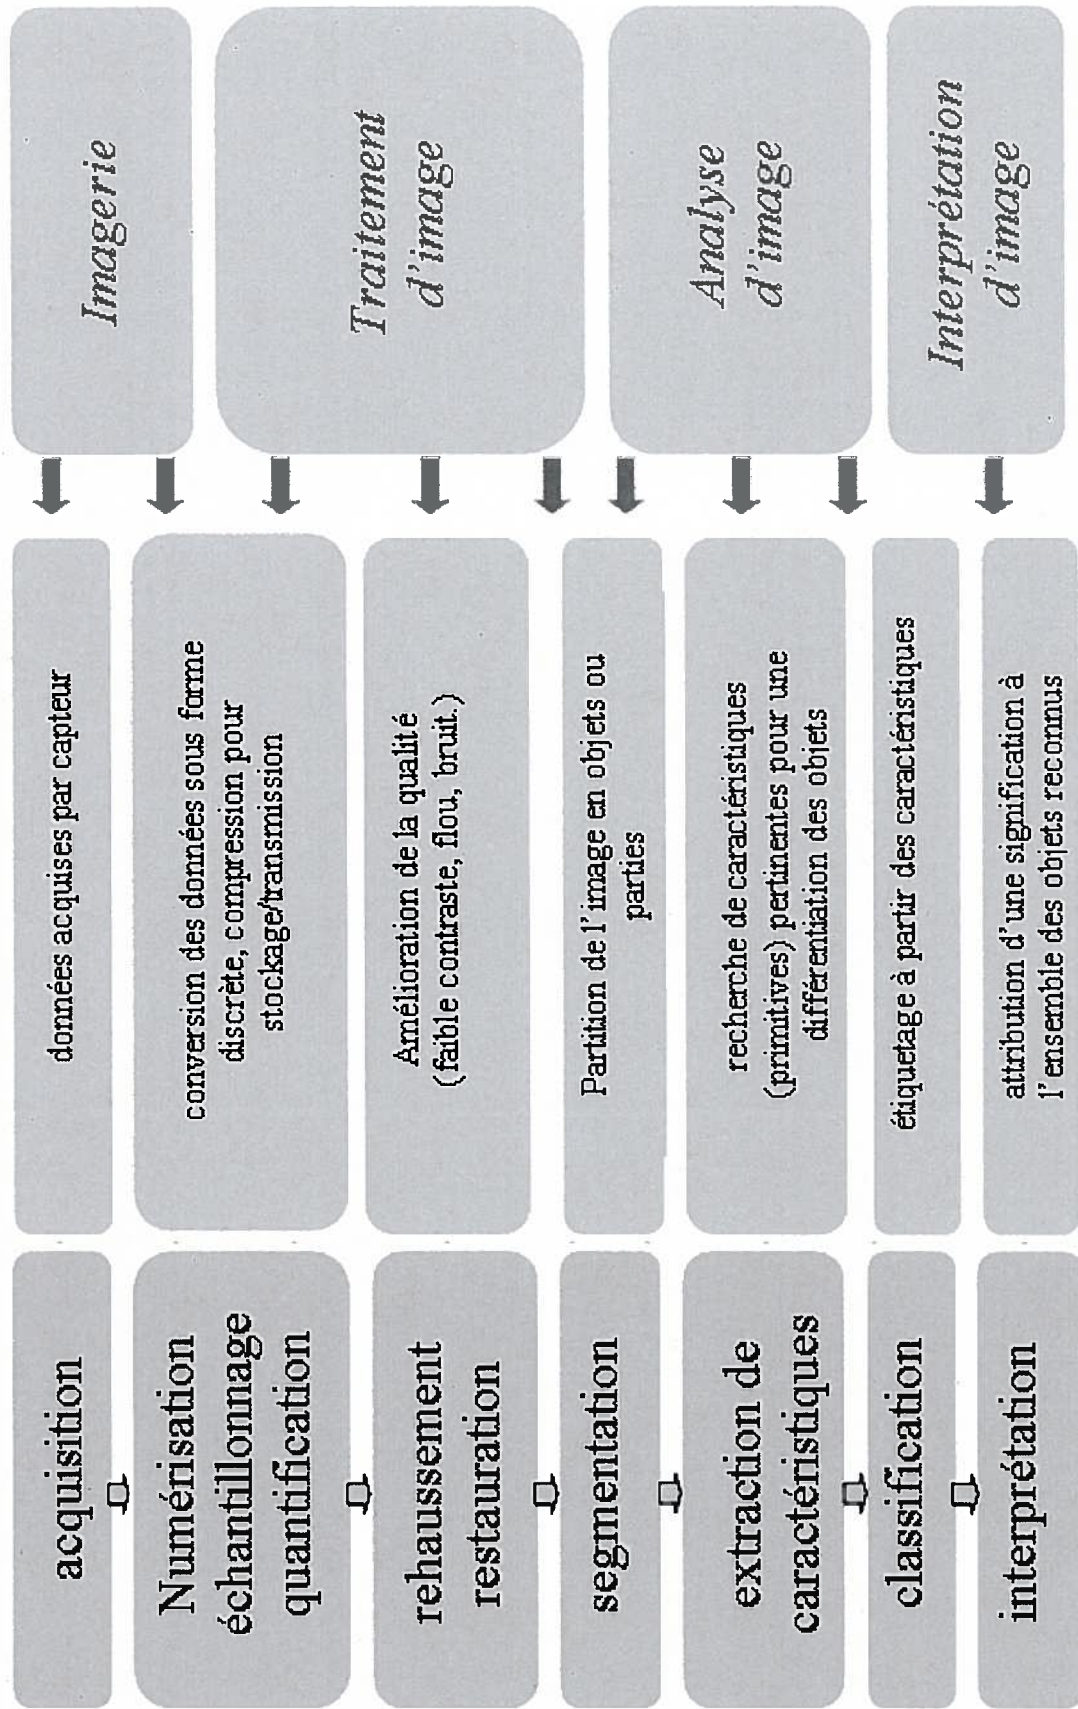 acquisition
données acquises par capteur
Imagerie
Numérisation
échantillonnage
quantification
conversion des données sous forme
discrète, compression pour
stockage/transmission
rehaussement
restauration
Amélioration de la qualité
(faible contraste, flou, bruit.)
Traitement
d'image
segmentation
Partition de l'image en objets ou
parties
extraction de
caractéristiques
recherche de caractéristiques
(primitives) pertinentes pour une
différentiation des objets
Analyse
d'image
classification
étiquetage à partir des caractéristiques
interprétation
attribution d'une signification à
l'ensemble des objets reconnus
Interprétation
d'image